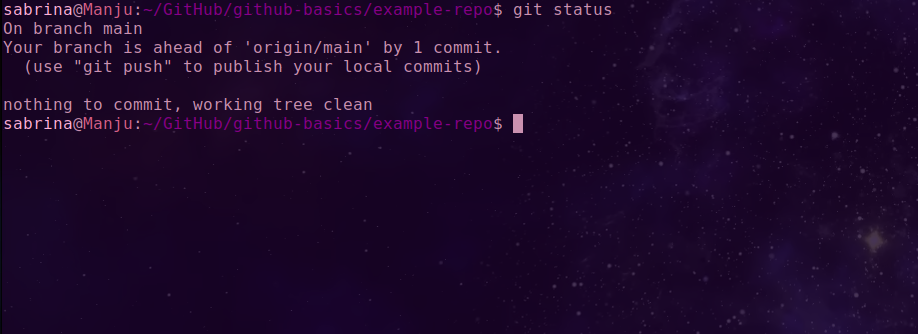 sabrina@Manju:~/GitHub/github-basics/example-repo$ git status
On branch main
Your branch is ahead of 'origin/main' by 1 commit.
  (use "git push" to publish your local commits)

nothing to commit, working tree clean
sabrina@Manju:~/GitHub/github-basics/example-repo$